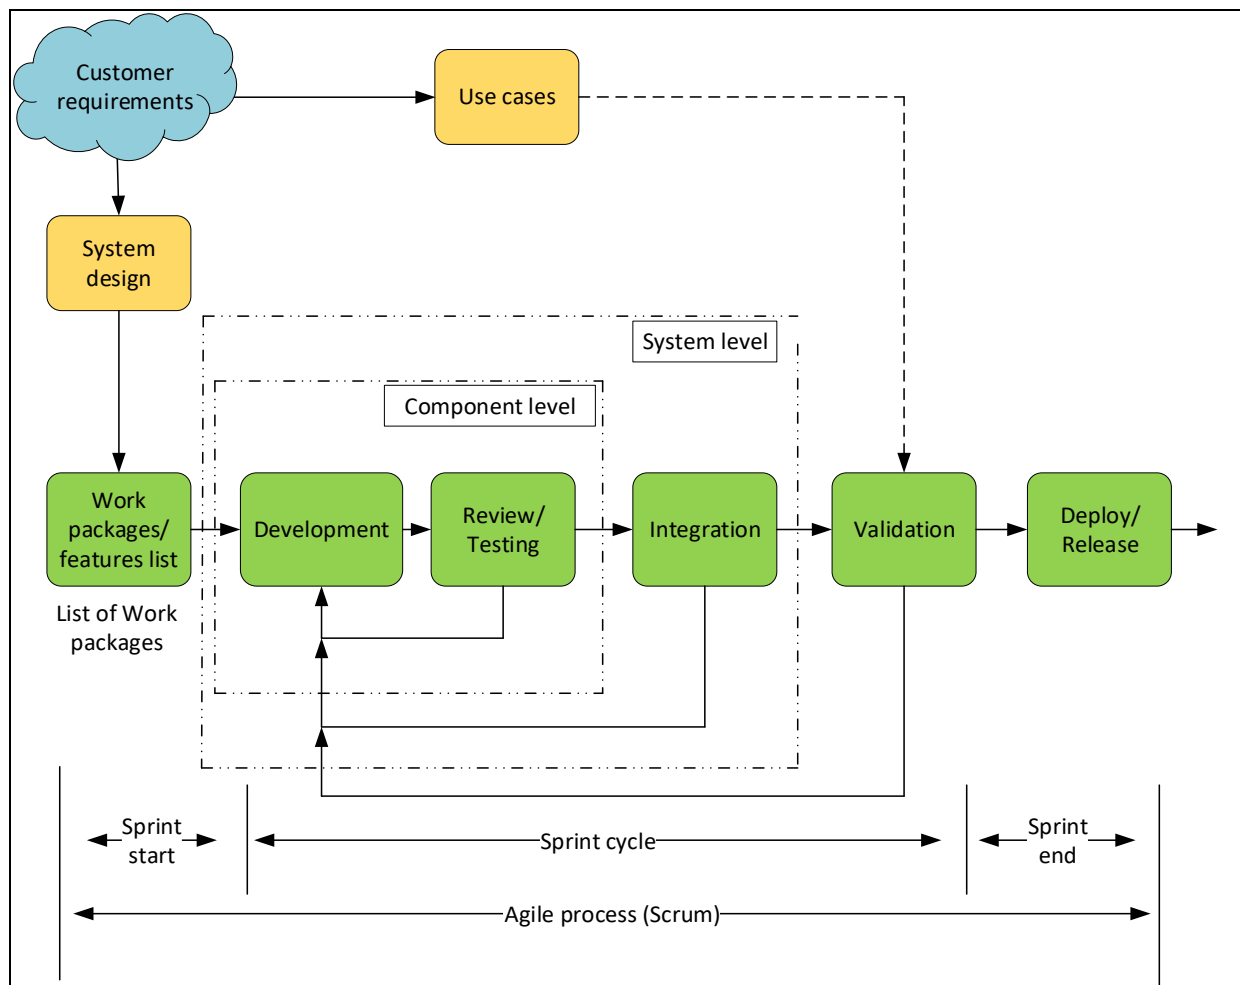 Customer
requirements
Use cases
System
design
System level
Component level
Work
packages/
features list
Development
Review/
Testing
Integration
Validation
Deploy/
Release
List of Work
packages
Sprint
start
Sprint cycle
Sprint
end
Agile process (Scrum)